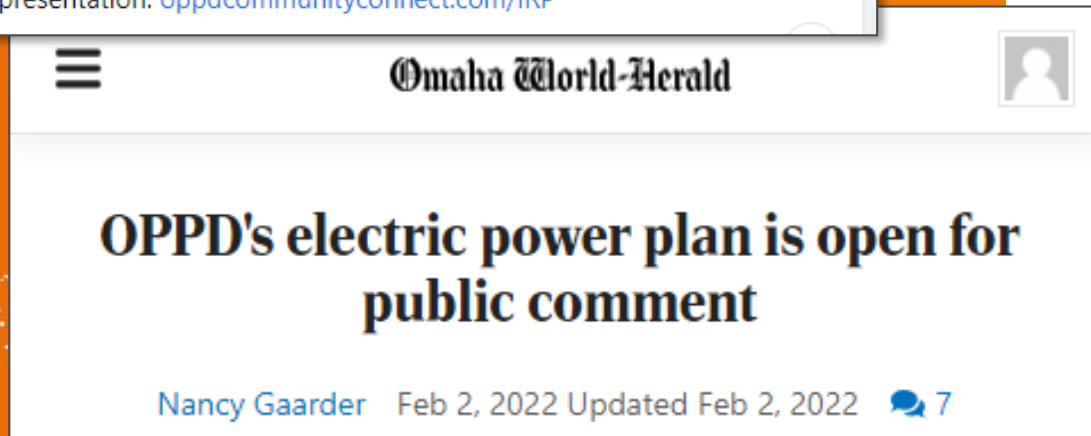 presentation: oppdcommunityconnect.com/IRP
Omaha World-Herald
OPPD's electric power plan is open for
public comment
Nancy Gaarder Feb 2, 2022 Updated Feb 2, 2022 7